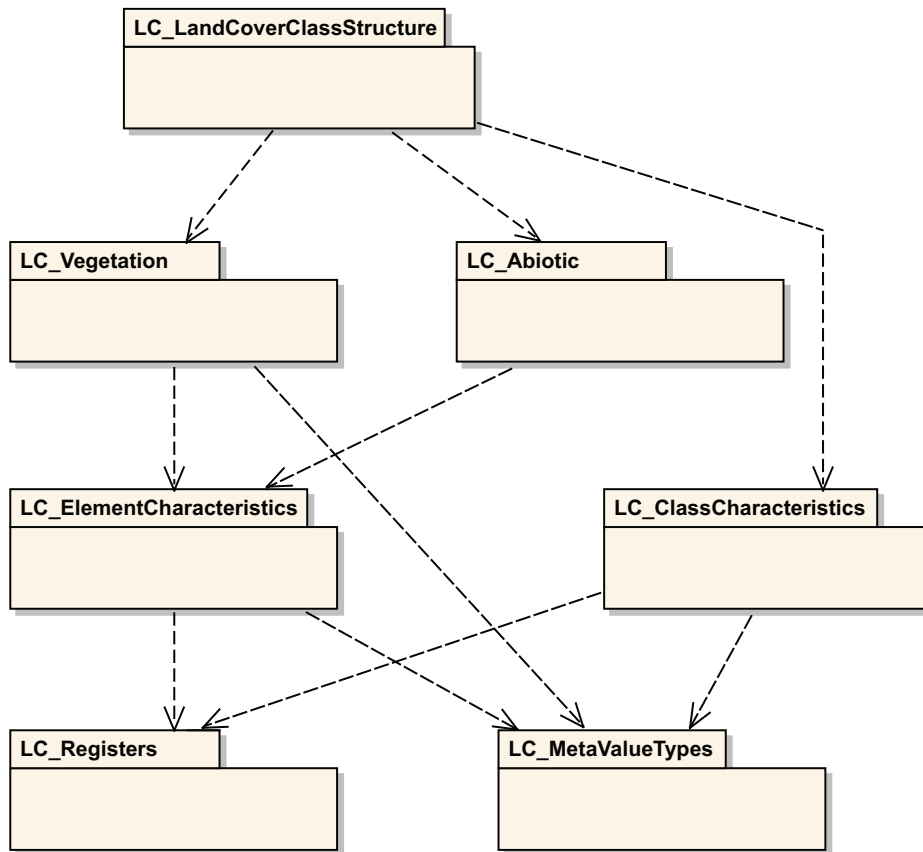 LC_LandCoverClassStructure
LC_Vegetation
LC_Abiotic
LC_ElementCharacteristics
LC_ClassCharacteristics
LC_Registers
LC_MetaValueTypes